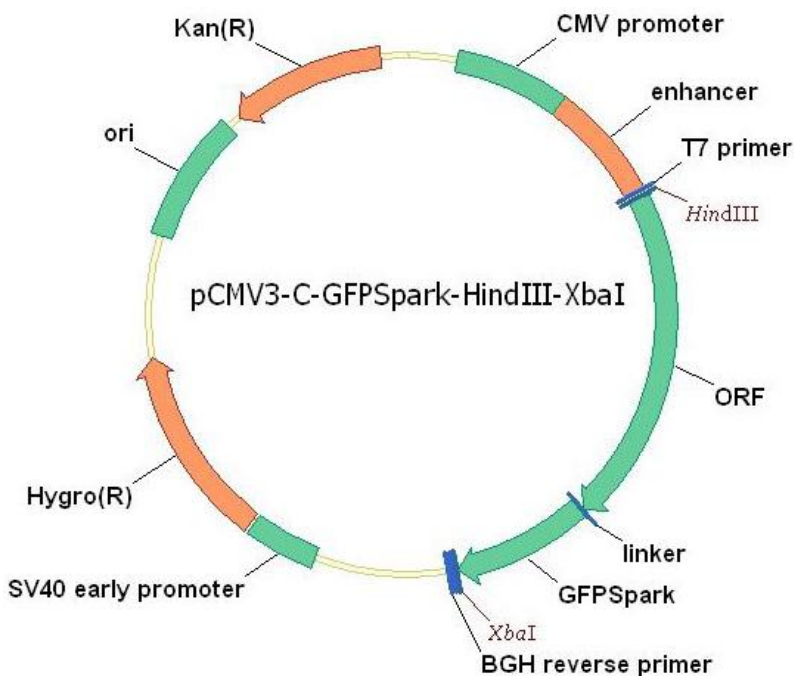 CMV promoter
Kan(R)
enhancer
ori
T7 primer
HindIII
pCMV3-C-GFPSpark-HindIII-XbaI
ORF
Hygro(R)
linker
SV40 early promoter
GFPSpark
XbaI
BGH reverse primer